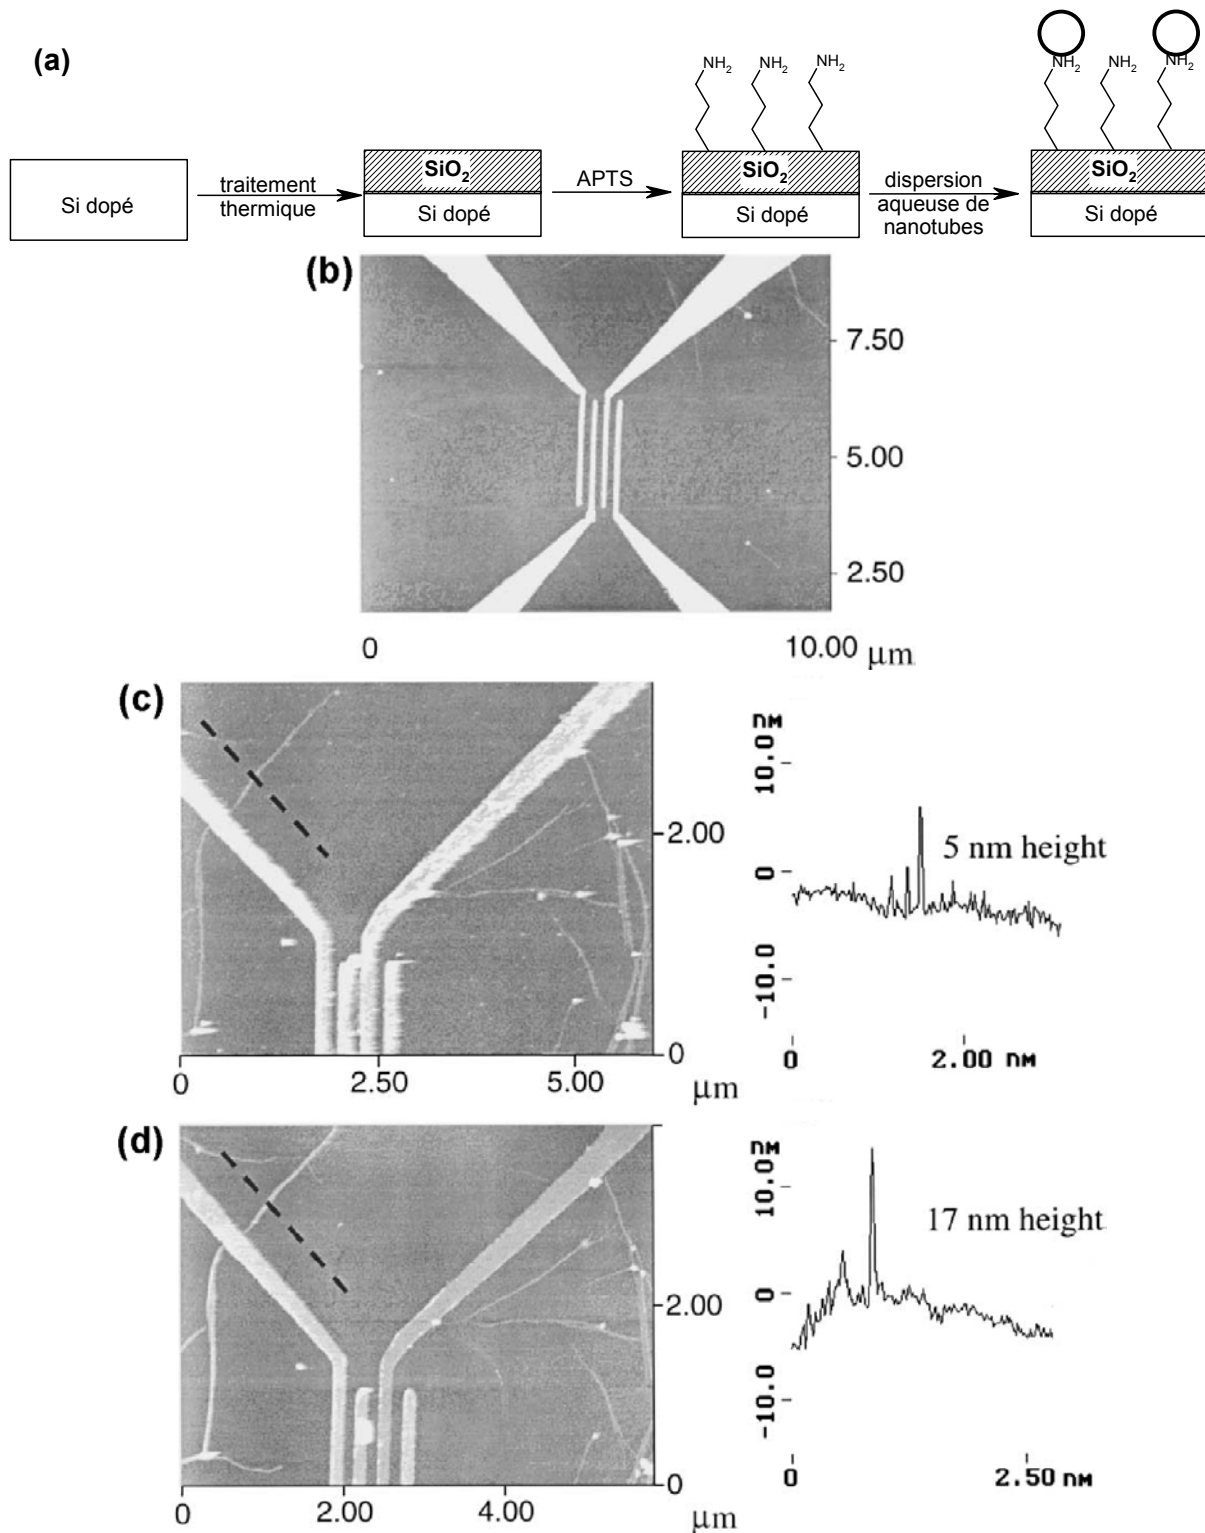 (a)
Si dopé
traitement
thermique
SiO2
Si dopé
APTS
NH2 NH2 NH2
SiO2
Si dopé
dispersion
aqueuse de
nanotubes
NH2 NH2 NH2
SiO2
Si dopé
(b)
7.50
5.00
2.50
0 10.00 μm
(c)
2.00
0
0 2.50 5.00
μm
nM
10.0
0
-10.0
5 nm height
0 2.00 nM
(d)
2.00
0
0 2.00 4.00
μm
nM
10.0
0
-10.0
17 nm height
0 2.50 nM